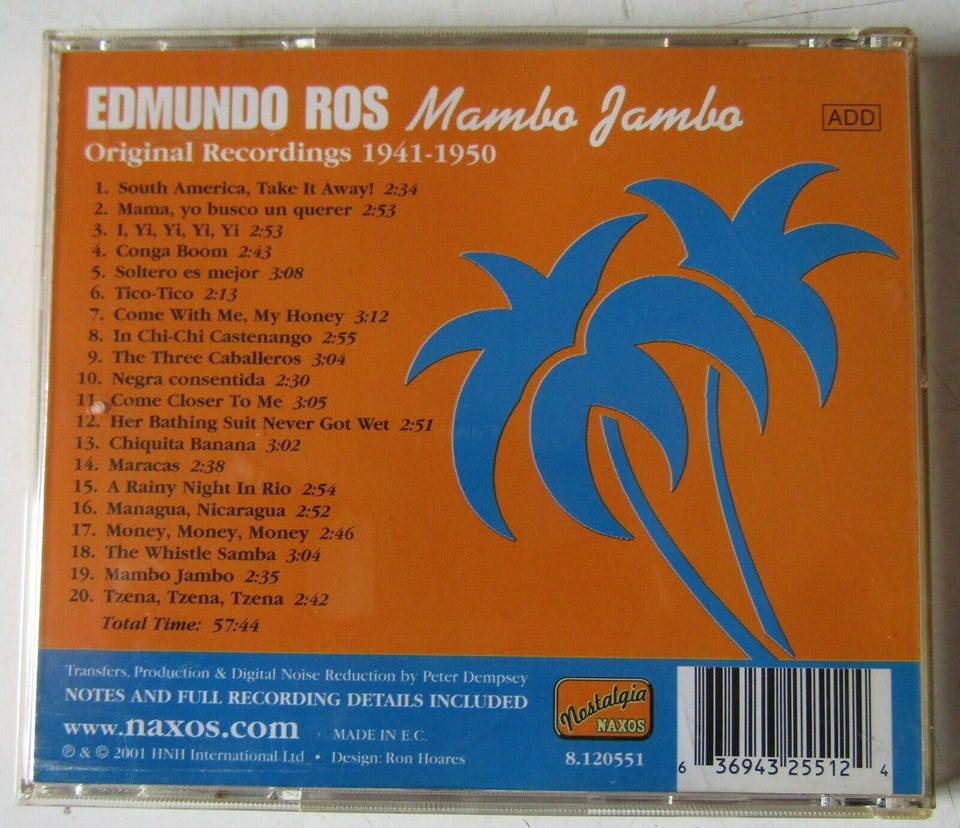 EDMUNDO ROS Mambo Jambo
ADD
Original Recordings 1941-1950
1. South America, Take It Away! 2:34
2. Mama, yo busco un querer 2:53
3. I, Yi, Yi, Yi, Yi 2:53
4. Conga Boom 2:43
5. Soltero es mejor 3:08
6. Tico-Tico 2:13
7. Come With Me, My Honey 3:12
8. In Chi-Chi Castenango 2:55
9. The Three Caballeros 3:04
10. Negra consentida 2:30
11. Come Closer To Me 3:05
12. Her Bathing Suit Never Got Wet 2:51
13. Chiquita Banana 3:02
14. Maracas 2:38
15. A Rainy Night In Rio 2:54
16. Managua, Nicaragua 2:52
17. Money, Money, Money 2:46
18. The Whistle Samba 3:04
19. Mambo Jambo 2:35
20. Tzena, Tzena, Tzena 2:42
Total Time: 57:44
Transfers, Production & Digital Noise Reduction by Peter Dempsey
NOTES AND FULL RECORDING DETAILS INCLUDED
www.naxos.com MADE IN E.C.
℗ & © 2001 HNH International Ltd • Design: Ron Hoares
Nostalgia
NAXOS
8.120551
6 36943 25512 4